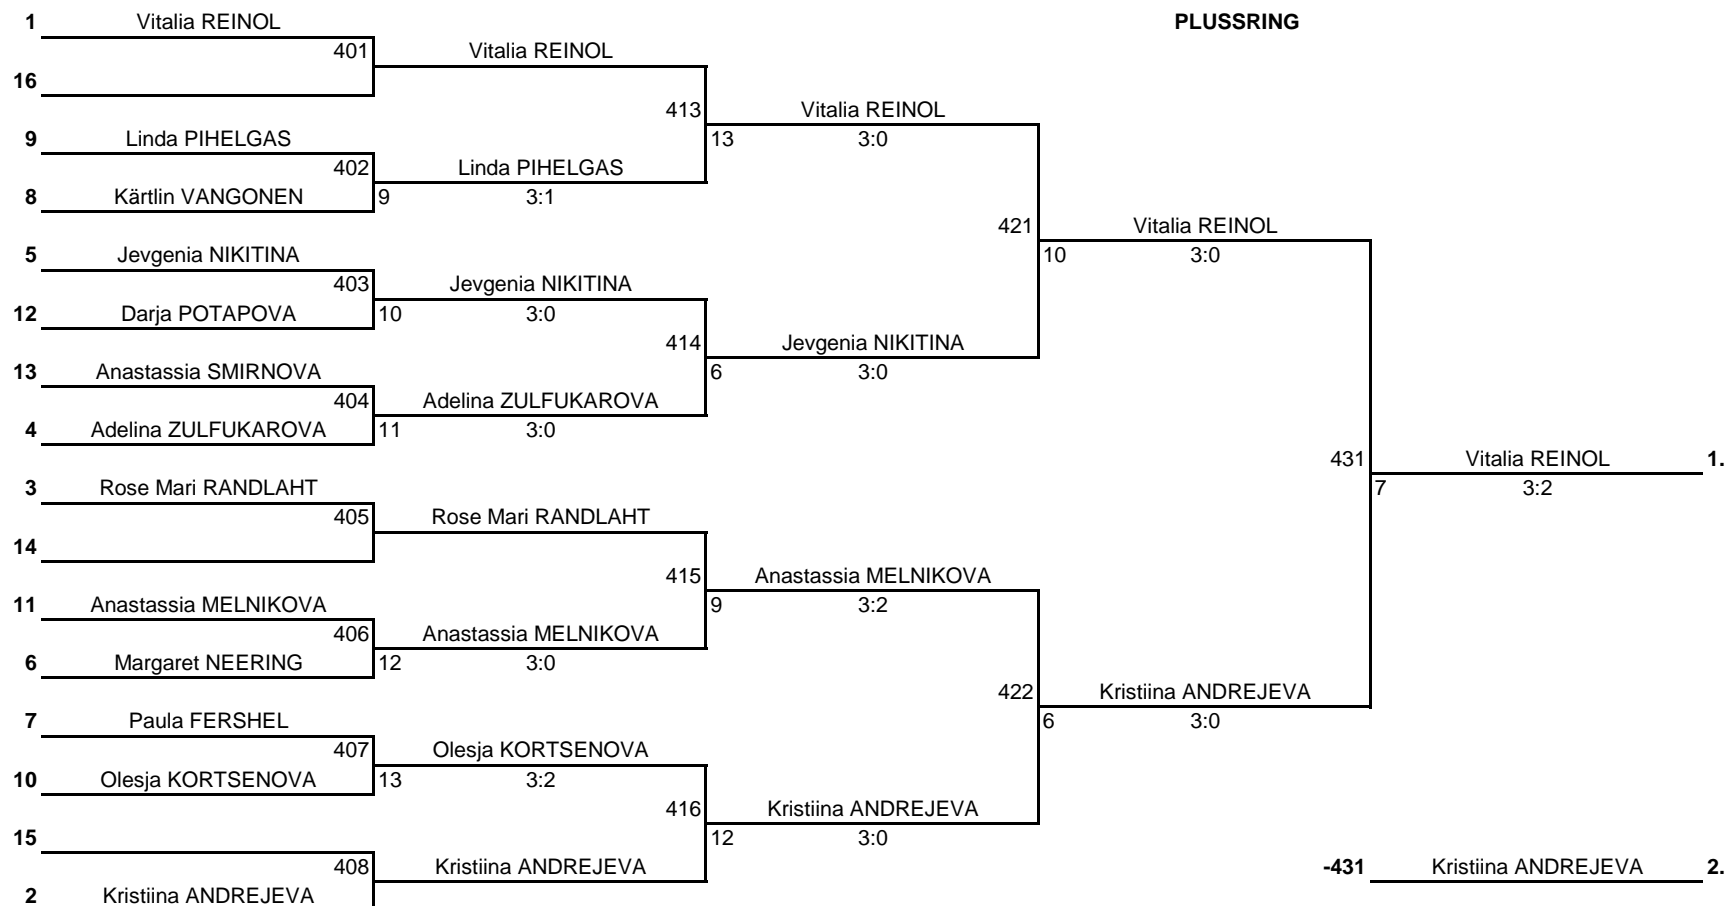 1 Vitalia REINOL PLUSSRING
401 Vitalia REINOL
16
413 Vitalia REINOL
9 Linda PIHELGAS 13 3:0
402 Linda PIHELGAS
8 Kärtlin VANGONEN 9 3:1
421 Vitalia REINOL
5 Jevgenia NIKITINA 10 3:0
403 Jevgenia NIKITINA
12 Darja POTAPOVA 10 3:0
414 Jevgenia NIKITINA
13 Anastassia SMIRNOVA 6 3:0
404 Adelina ZULFUKAROVA
4 Adelina ZULFUKAROVA 11 3:0
431 Vitalia REINOL 1.
3 Rose Mari RANDLAHT 7 3:2
405 Rose Mari RANDLAHT
14
415 Anastassia MELNIKOVA
11 Anastassia MELNIKOVA 9 3:2
406 Anastassia MELNIKOVA
6 Margaret NEERING 12 3:0
422 Kristiina ANDREJEVA
7 Paula FERSHEL 6 3:0
407 Olesja KORTSENOVA
10 Olesja KORTSENOVA 13 3:2
416 Kristiina ANDREJEVA
15 12 3:0
408 Kristiina ANDREJEVA -431 Kristiina ANDREJEVA 2.
2 Kristiina ANDREJEVA